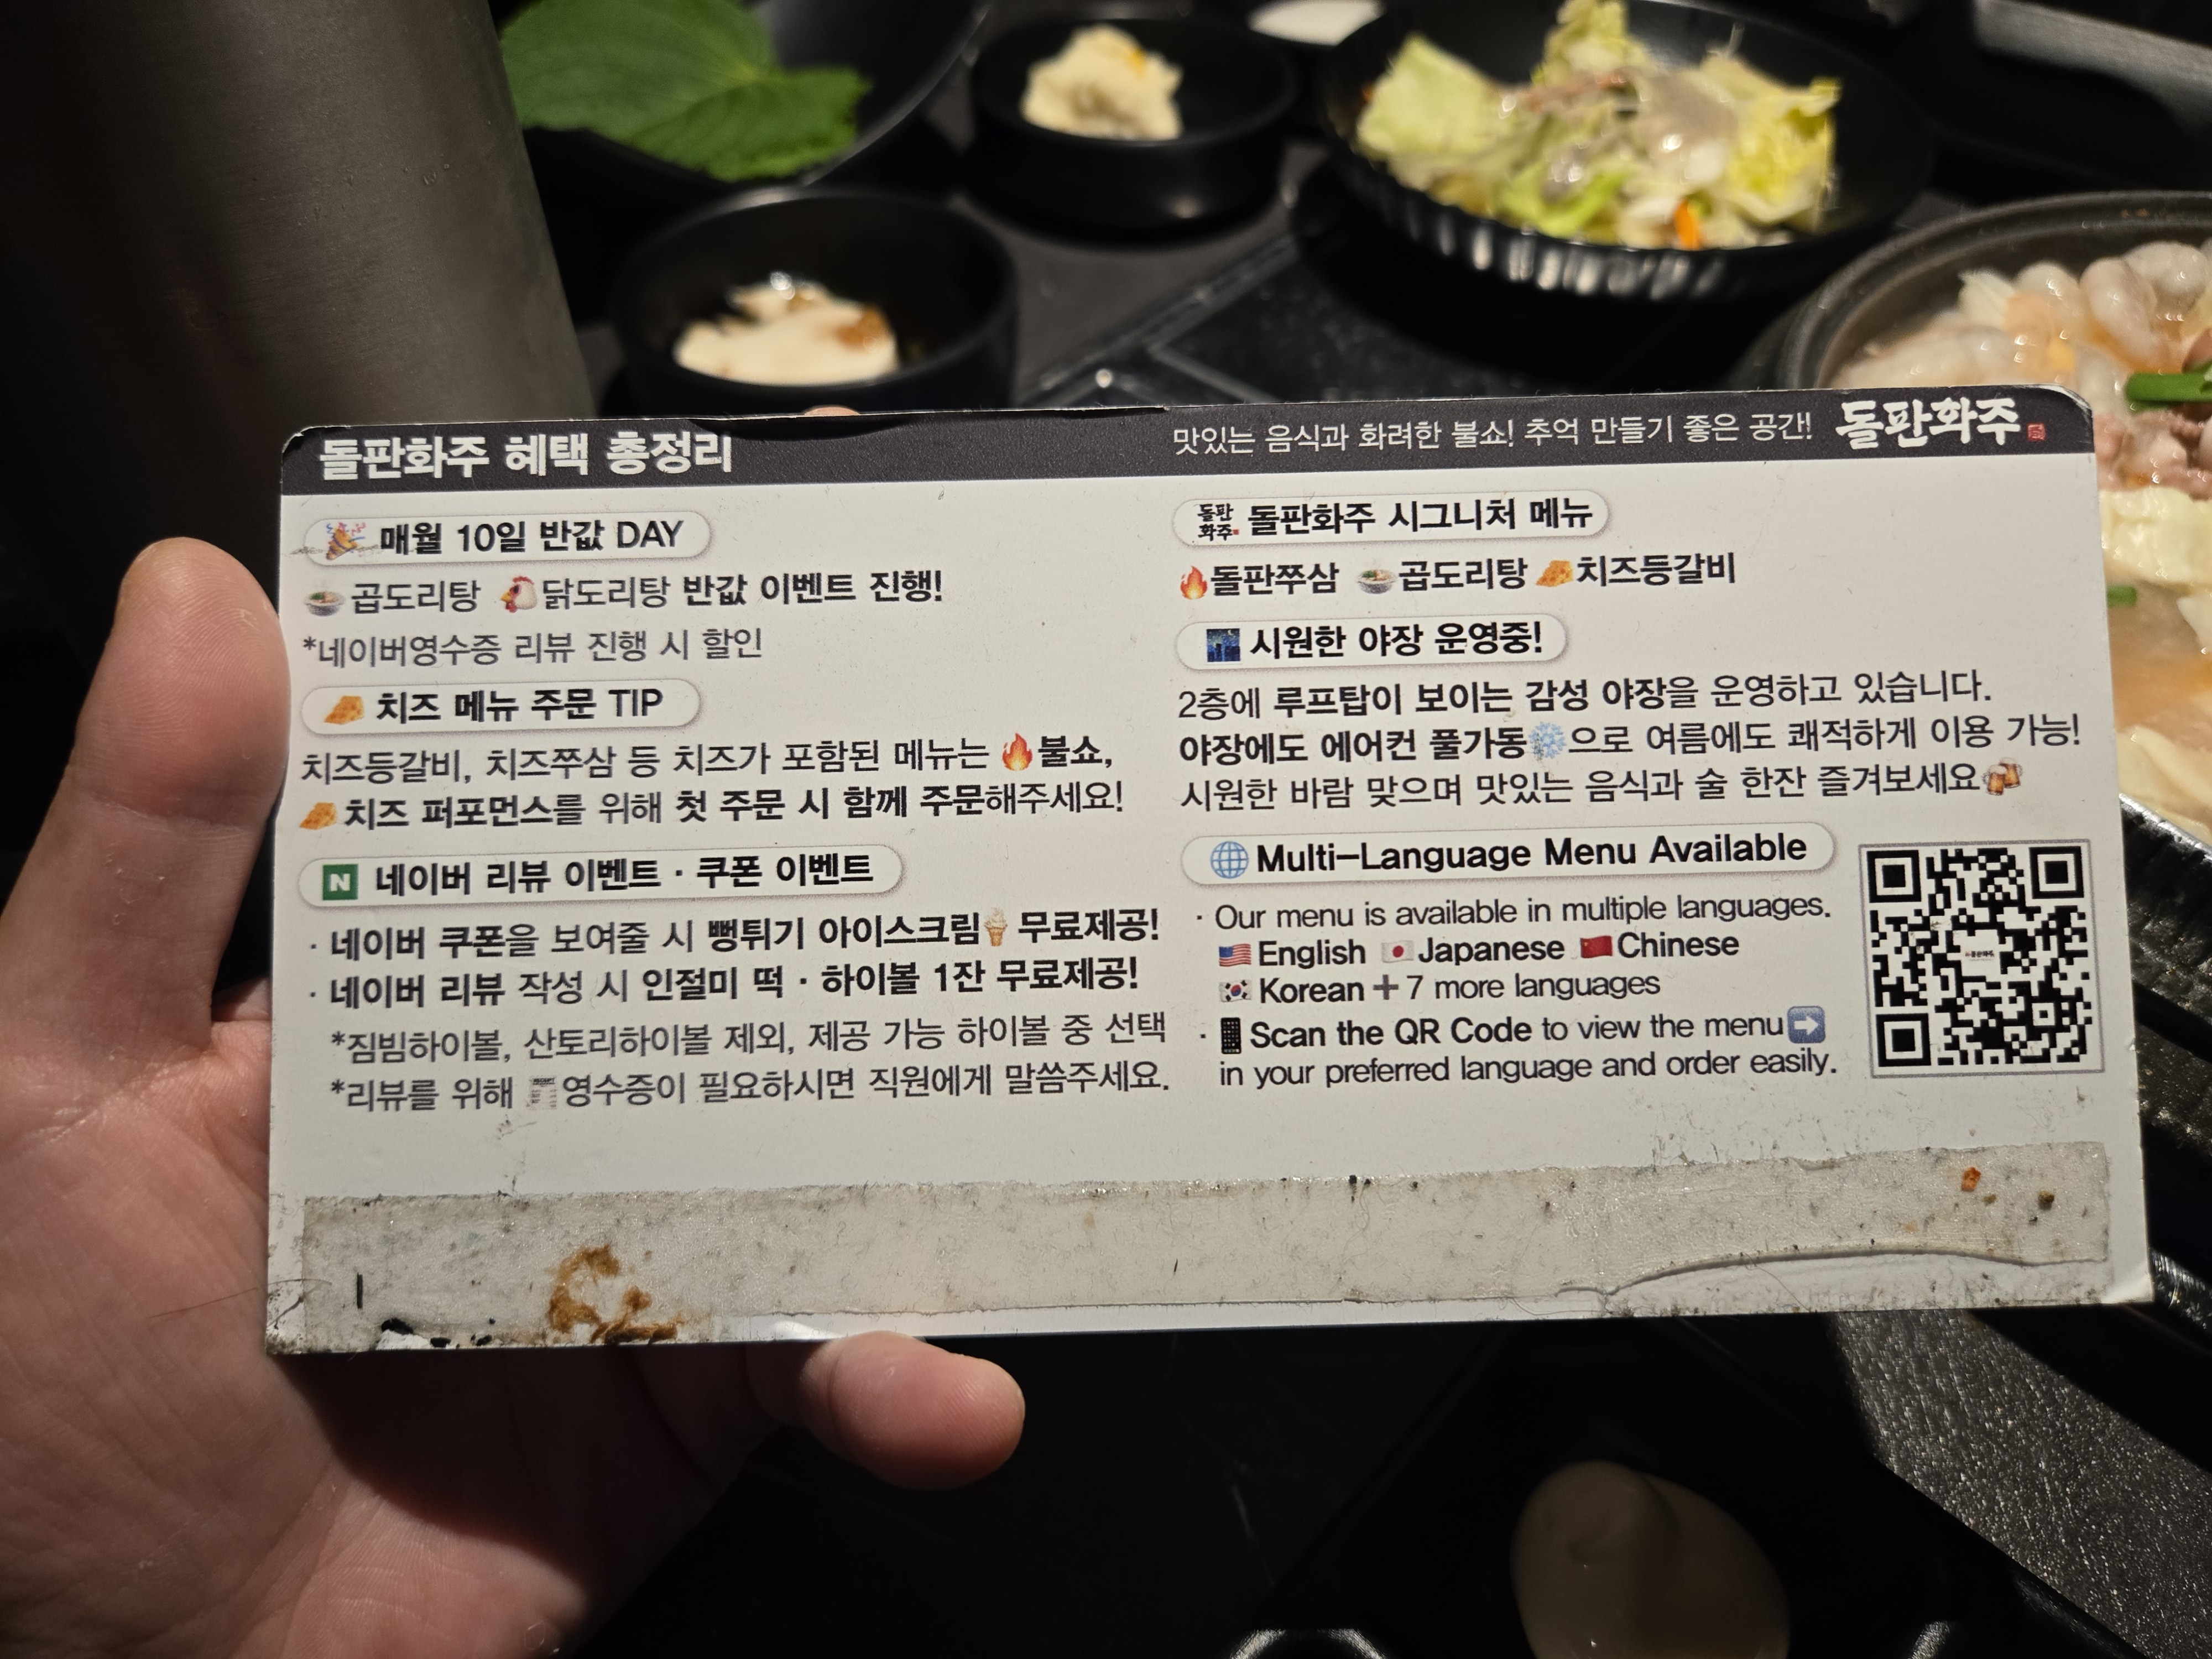 돌판화주 혜택 총정리
맛있는 음식과 화려한 불쇼! 추억 만들기 좋은 공간! 돌판화주
매월 10일 반값 DAY
곱도리탕 닭도리탕 반값 이벤트 진행!
*네이버영수증 리뷰 진행 시 할인
치즈 메뉴 주문 TIP
치즈등갈비, 치즈쭈삼 등 치즈가 포함된 메뉴는 🔥불쇼,
🧀치즈 퍼포먼스를 위해 첫 주문 시 함께 주문해주세요!
N 네이버 리뷰 이벤트 · 쿠폰 이벤트
· 네이버 쿠폰을 보여줄 시 뻥튀기 아이스크림🍦무료제공!
· 네이버 리뷰 작성 시 인절미 떡 · 하이볼 1잔 무료제공!
*짐빔하이볼, 산토리하이볼 제외, 제공 가능 하이볼 중 선택
*리뷰를 위해 🧾영수증이 필요하시면 직원에게 말씀주세요.
돌판화주 돌판화주 시그니처 메뉴
🔥돌판쭈삼 곱도리탕 🧀치즈등갈비
시원한 야장 운영중!
2층에 루프탑이 보이는 감성 야장을 운영하고 있습니다.
야장에도 에어컨 풀가동❄️으로 여름에도 쾌적하게 이용 가능!
시원한 바람 맞으며 맛있는 음식과 술 한잔 즐겨보세요🍻
🌐Multi-Language Menu Available
· Our menu is available in multiple languages.
🇺🇸English 🇯🇵Japanese 🇨🇳Chinese
🇰🇷Korean ➕7 more languages
· 📱Scan the QR Code to view the menu➡️
in your preferred language and order easily.